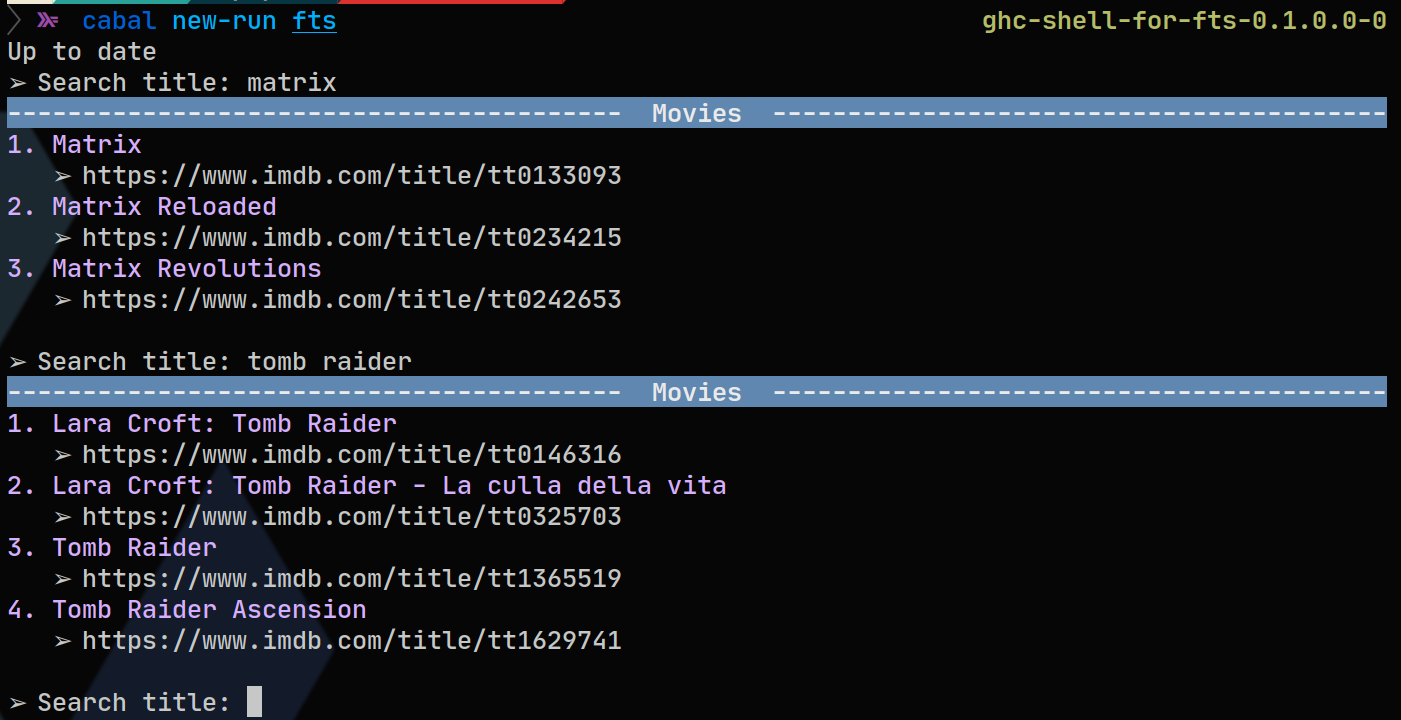 cabal new-run fts ghc-shell-for-fts-0.1.0.0-0
Up to date
➢ Search title: matrix
----------------------------------------- Movies -----------------------------------------
1. Matrix
➢ https://www.imdb.com/title/tt0133093
2. Matrix Reloaded
➢ https://www.imdb.com/title/tt0234215
3. Matrix Revolutions
➢ https://www.imdb.com/title/tt0242653
➢ Search title: tomb raider
----------------------------------------- Movies -----------------------------------------
1. Lara Croft: Tomb Raider
➢ https://www.imdb.com/title/tt0146316
2. Lara Croft: Tomb Raider - La culla della vita
➢ https://www.imdb.com/title/tt0325703
3. Tomb Raider
➢ https://www.imdb.com/title/tt1365519
4. Tomb Raider Ascension
➢ https://www.imdb.com/title/tt1629741
➢ Search title: